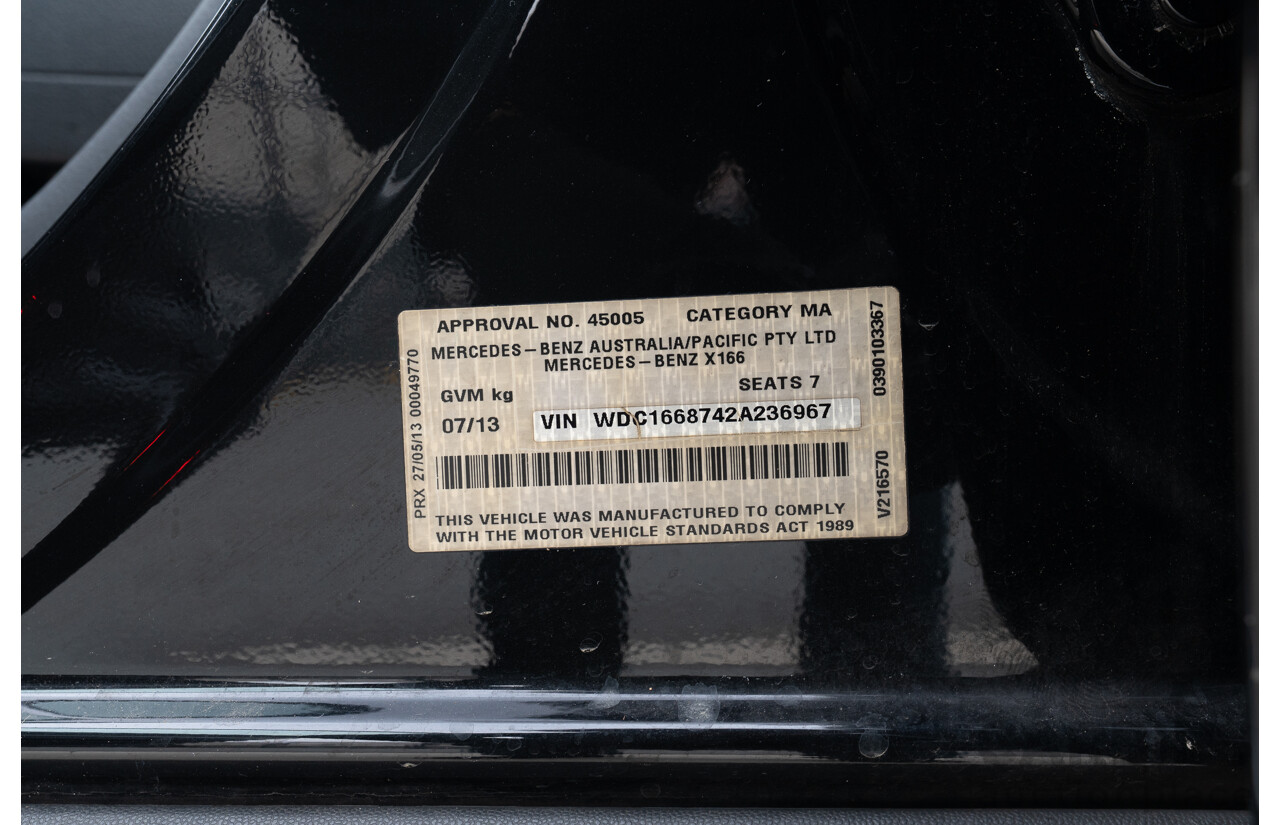 APPROVAL NO. 45005 CATEGORY MA
MERCEDES-BENZ AUSTRALIA/PACIFIC PTY LTD
MERCEDES-BENZ X166
GVM kg SEATS 7
07/13 VIN WDC1668742A236967
THIS VEHICLE WAS MANUFACTURED TO COMPLY
WITH THE MOTOR VEHICLE STANDARDS ACT 1989
PRX 27/05/13 00049770
V216570 0390103367